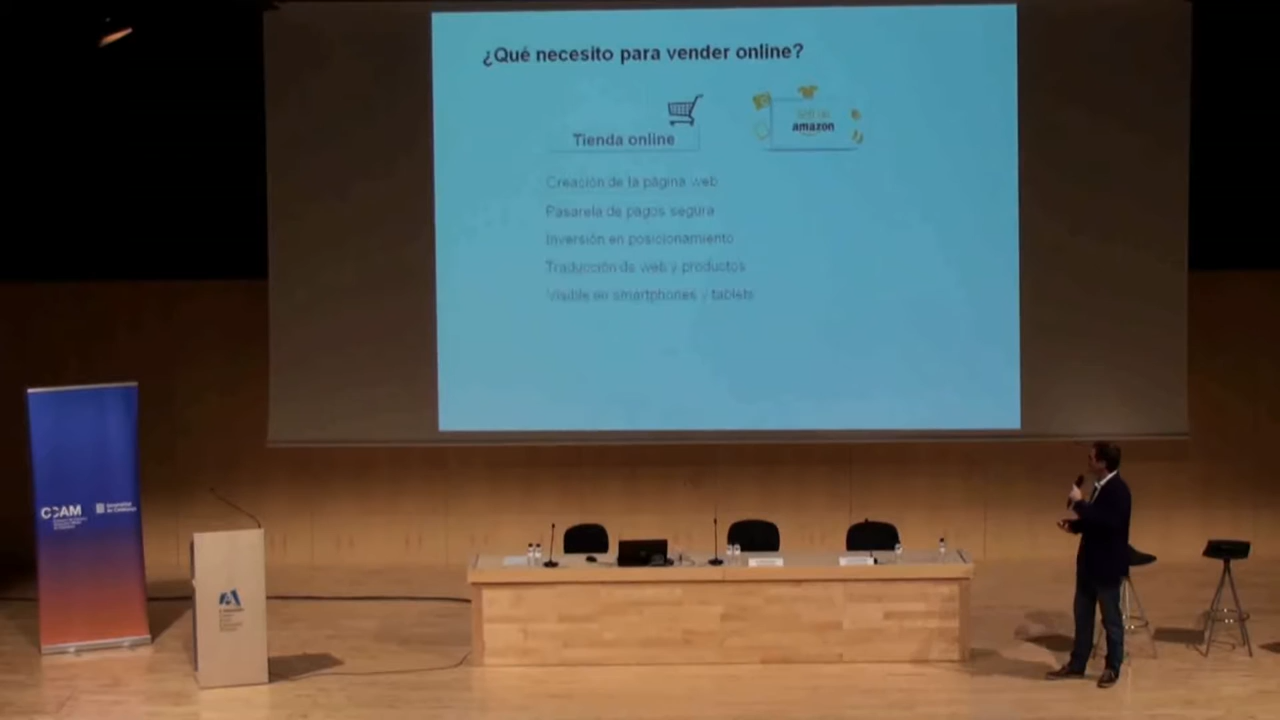 ¿Qué necesito para vender online?
Tienda online
amazon
Creación de la página web
Pasarela de pagos segura
Inversión en posicionamiento
Traducción de web y productos
Visible en smartphones y tablets
CCAM